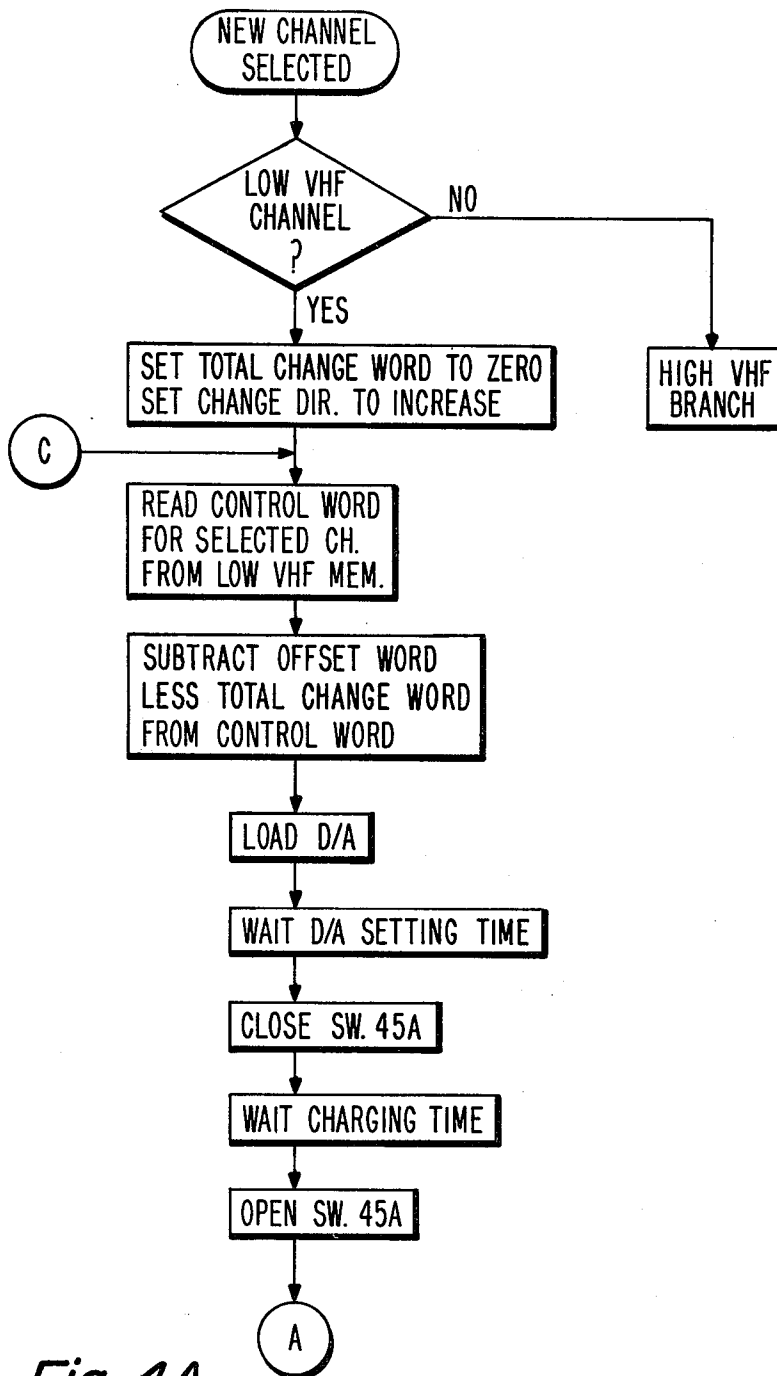 NEW CHANNEL
SELECTED
LOW VHF
CHANNEL
?
NO
YES
SET TOTAL CHANGE WORD TO ZERO
SET CHANGE DIR. TO INCREASE
HIGH VHF
BRANCH
C
READ CONTROL WORD
FOR SELECTED CH.
FROM LOW VHF MEM.
SUBTRACT OFFSET WORD
LESS TOTAL CHANGE WORD
FROM CONTROL WORD
LOAD D/A
WAIT D/A SETTING TIME
CLOSE SW. 45A
WAIT CHARGING TIME
OPEN SW. 45A
A
Fig. 4A